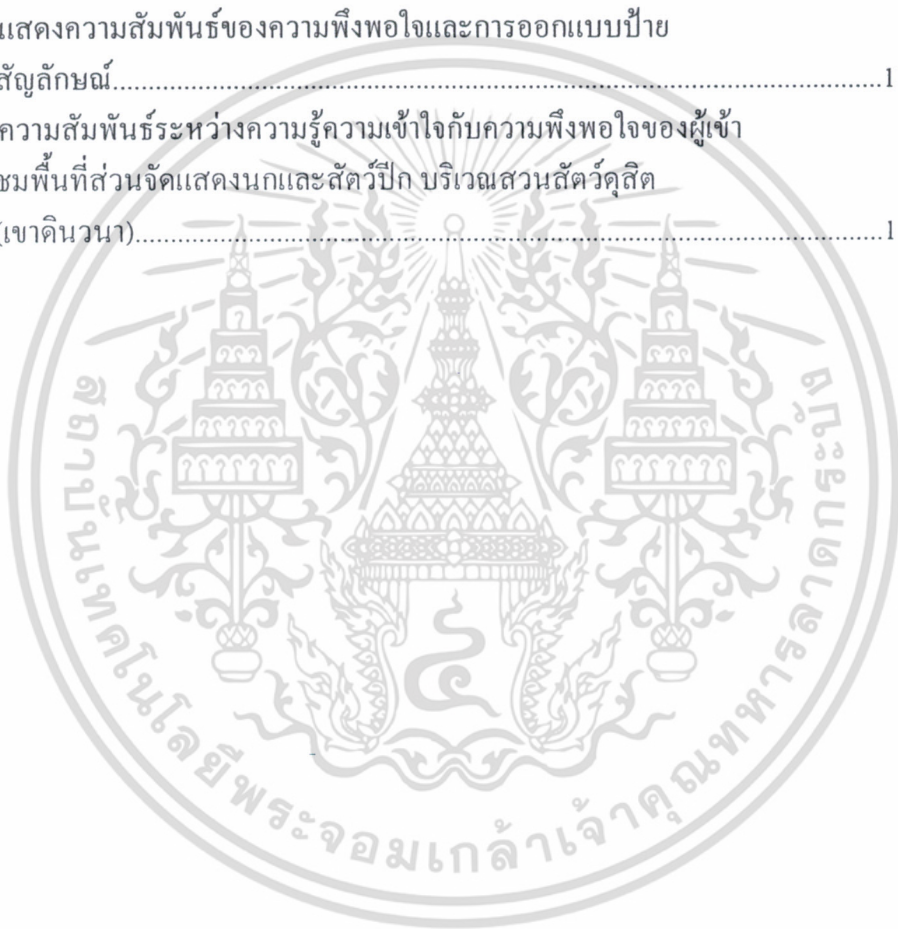 แสดงความสัมพันธ์ของความพึงพอใจและการออกแบบป้าย
สัญลักษณ์....................................................................................................1
ความสัมพันธ์ระหว่างความรู้ความเข้าใจกับความพึงพอใจของผู้เข้า
ชมพื้นที่ส่วนจัดแสดงนกและสัตว์ปีก บริเวณสวนสัตว์ดุสิต
(เขาดินวนา).................................................................................................1
๔
สถาบันเทคโนโลยีพระจอมเกล้าเจ้าคุณทหารลาดกระบัง